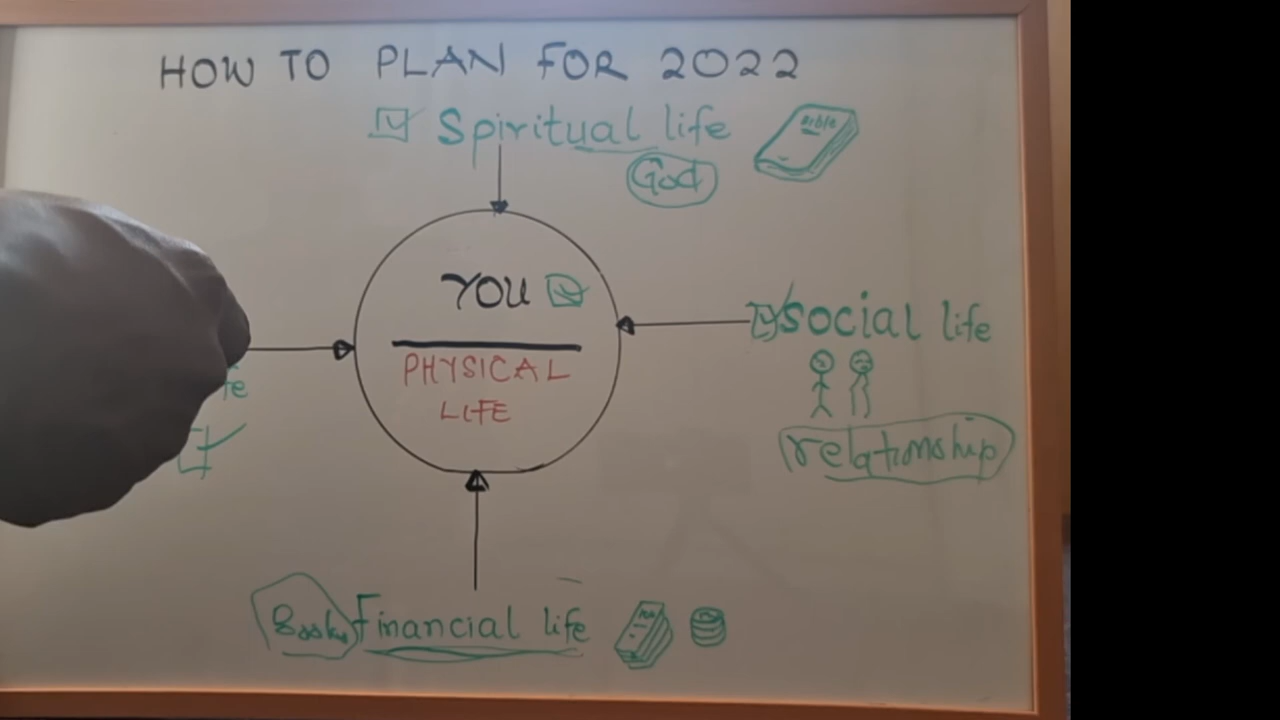 HOW TO PLAN FOR 2022
Spiritual life
Bible
God
YOU
PHYSICAL
LIFE
social life
relationship
Books Financial life